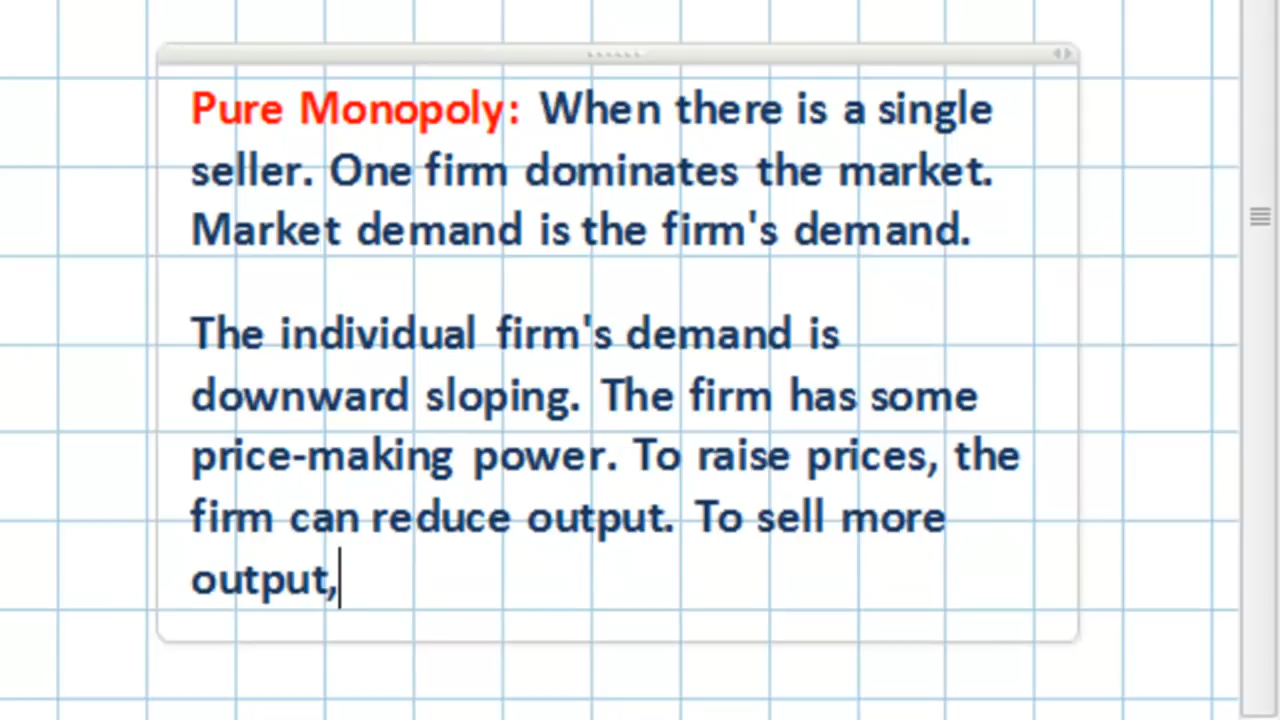 Pure Monopoly: When there is a single
seller. One firm dominates the market.
Market demand is the firm's demand.
The individual firm's demand is
downward sloping. The firm has some
price-making power. To raise prices, the
firm can reduce output. To sell more
output,